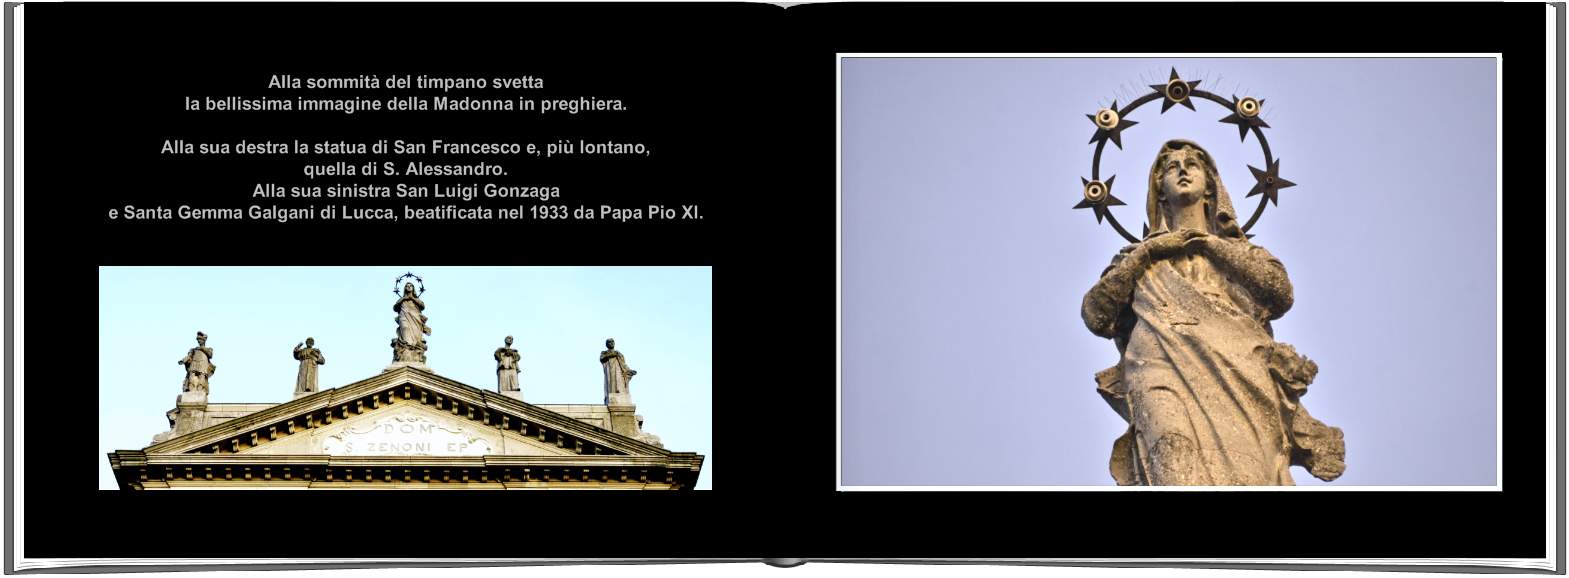 Alla sommità del timpano svetta
la bellissima immagine della Madonna in preghiera.
Alla sua destra la statua di San Francesco e, più lontano,
quella di S. Alessandro.
Alla sua sinistra San Luigi Gonzaga
e Santa Gemma Galgani di Lucca, beatificata nel 1933 da Papa Pio XI.
D O M
S. ZENONI EP